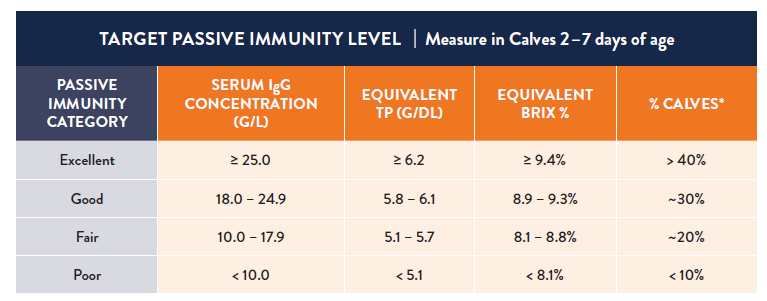 TARGET PASSIVE IMMUNITY LEVEL | Measure in Calves 2–7 days of age
PASSIVE IMMUNITY CATEGORY SERUM IgG CONCENTRATION (G/L) EQUIVALENT TP (G/DL) EQUIVALENT BRIX % % CALVES*
Excellent ≥ 25.0 ≥ 6.2 ≥ 9.4% > 40%
Good 18.0 – 24.9 5.8 – 6.1 8.9 – 9.3% ~30%
Fair 10.0 – 17.9 5.1 – 5.7 8.1 – 8.8% ~20%
Poor < 10.0 < 5.1 < 8.1% < 10%